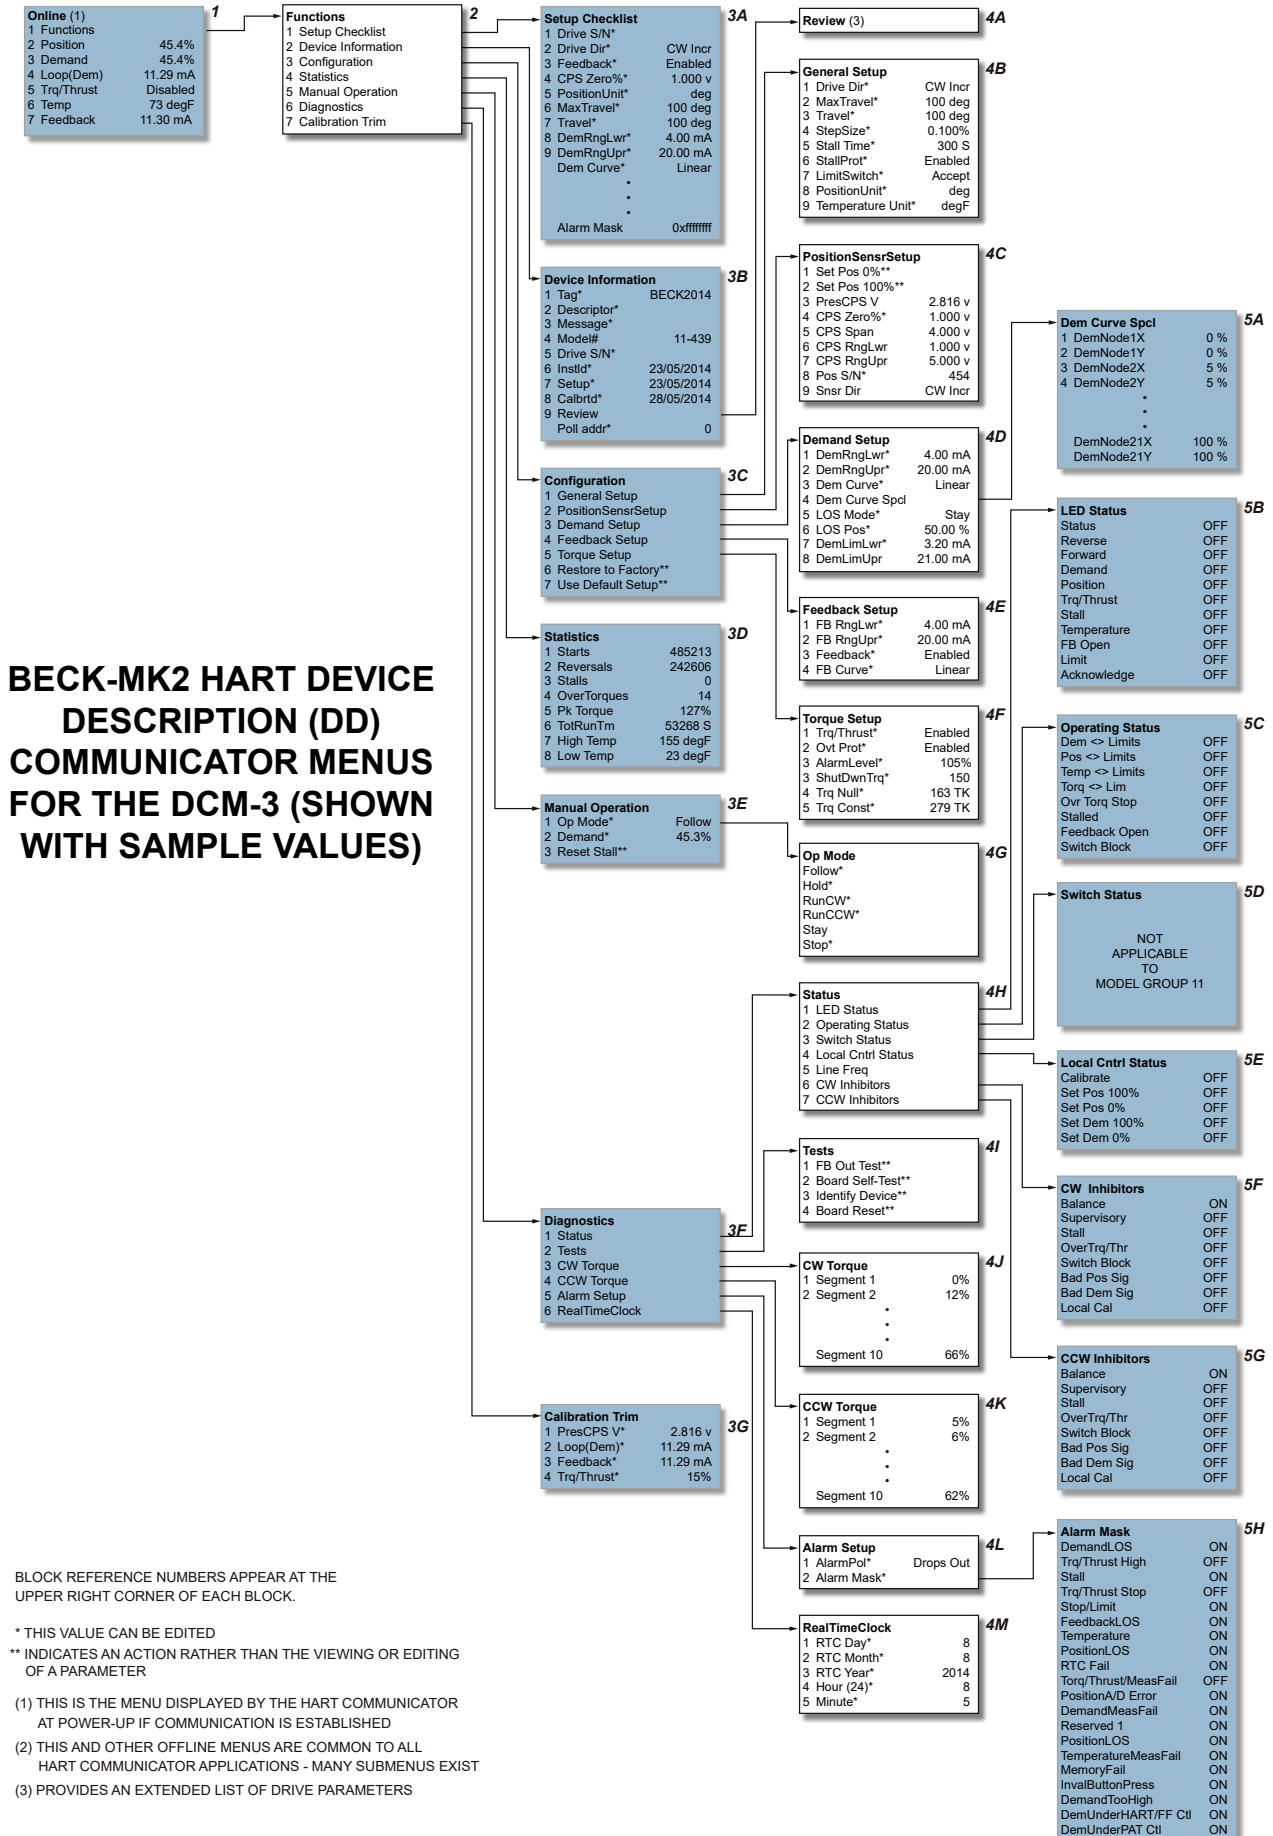 BECK-MK2 HART DEVICE
DESCRIPTION (DD)
COMMUNICATOR MENUS
FOR THE DCM-3 (SHOWN
WITH SAMPLE VALUES)
1
Online (1)
1 Functions
2 Position 45.4%
3 Demand 45.4%
4 Loop(Dem) 11.29 mA
5 Trq/Thrust Disabled
6 Temp 73 degF
7 Feedback 11.30 mA
2
Functions
1 Setup Checklist
2 Device Information
3 Configuration
4 Statistics
5 Manual Operation
6 Diagnostics
7 Calibration Trim
3A
Setup Checklist
1 Drive S/N*
2 Drive Dir* CW Incr
3 Feedback* Enabled
4 CPS Zero%* 1.000 v
5 PositionUnit* deg
6 MaxTravel* 100 deg
7 Travel* 100 deg
8 DemRngLwr* 4.00 mA
9 DemRngUpr* 20.00 mA
Dem Curve* Linear
•
•
•
Alarm Mask 0xffffffff
3B
Device Information
1 Tag* BECK2014
2 Descriptor*
3 Message*
4 Model# 11-439
5 Drive S/N*
6 Instld* 23/05/2014
7 Setup* 23/05/2014
8 Calbrtd* 28/05/2014
9 Review
Poll addr* 0
3C
Configuration
1 General Setup
2 PositionSensrSetup
3 Demand Setup
4 Feedback Setup
5 Torque Setup
6 Restore to Factory**
7 Use Default Setup**
3D
Statistics
1 Starts 485213
2 Reversals 242606
3 Stalls 0
4 OverTorques 14
5 Pk Torque 127%
6 TotRunTm 53268 S
7 High Temp 155 degF
8 Low Temp 23 degF
3E
Manual Operation
1 Op Mode* Follow
2 Demand* 45.3%
3 Reset Stall**
3F
Diagnostics
1 Status
2 Tests
3 CW Torque
4 CCW Torque
5 Alarm Setup
6 RealTimeClock
3G
Calibration Trim
1 PresCPS V* 2.816 v
2 Loop(Dem)* 11.29 mA
3 Feedback* 11.29 mA
4 Trq/Thrust* 15%
4A
Review (3)
4B
General Setup
1 Drive Dir* CW Incr
2 MaxTravel* 100 deg
3 Travel* 100 deg
4 StepSize* 0.100%
5 Stall Time* 300 S
6 StallProt* Enabled
7 LimitSwitch* Accept
8 PositionUnit* deg
9 Temperature Unit* degF
4C
PositionSensrSetup
1 Set Pos 0%**
2 Set Pos 100%**
3 PresCPS V 2.816 v
4 CPS Zero%* 1.000 v
5 CPS Span 4.000 v
6 CPS RngLwr 1.000 v
7 CPS RngUpr 5.000 v
8 Pos S/N* 454
9 Snsr Dir CW Incr
4D
Demand Setup
1 DemRngLwr* 4.00 mA
2 DemRngUpr* 20.00 mA
3 Dem Curve* Linear
4 Dem Curve Spcl
5 LOS Mode* Stay
6 LOS Pos* 50.00 %
7 DemLimLwr* 3.20 mA
8 DemLimUpr 21.00 mA
4E
Feedback Setup
1 FB RngLwr* 4.00 mA
2 FB RngUpr* 20.00 mA
3 Feedback* Enabled
4 FB Curve* Linear
4F
Torque Setup
1 Trq/Thrust* Enabled
2 Ovt Prot* Enabled
3 AlarmLevel* 105%
3 ShutDwnTrq* 150
4 Trq Null* 163 TK
5 Trq Const* 279 TK
4G
Op Mode
Follow*
Hold*
RunCW*
RunCCW*
Stay
Stop*
4H
Status
1 LED Status
2 Operating Status
3 Switch Status
4 Local Cntrl Status
5 Line Freq
6 CW Inhibitors
7 CCW Inhibitors
4I
Tests
1 FB Out Test**
2 Board Self-Test**
3 Identify Device**
4 Board Reset**
4J
CW Torque
1 Segment 1 0%
2 Segment 2 12%
•
•
•
Segment 10 66%
4K
CCW Torque
1 Segment 1 5%
2 Segment 2 6%
•
•
•
Segment 10 62%
4L
Alarm Setup
1 AlarmPol* Drops Out
2 Alarm Mask*
4M
RealTimeClock
1 RTC Day* 8
2 RTC Month* 8
3 RTC Year* 2014
4 Hour (24)* 8
5 Minute* 5
5A
Dem Curve Spcl
1 DemNode1X 0 %
2 DemNode1Y 0 %
3 DemNode2X 5 %
4 DemNode2Y 5 %
•
•
•
DemNode21X 100 %
DemNode21Y 100 %
5B
LED Status
Status OFF
Reverse OFF
Forward OFF
Demand OFF
Position OFF
Trq/Thrust OFF
Stall OFF
Temperature OFF
FB Open OFF
Limit OFF
Acknowledge OFF
5C
Operating Status
Dem <> Limits OFF
Pos <> Limits OFF
Temp <> Limits OFF
Torq <> Lim OFF
Ovr Torq Stop OFF
Stalled OFF
Feedback Open OFF
Switch Block OFF
5D
Switch Status
NOT
APPLICABLE
TO
MODEL GROUP 11
5E
Local Cntrl Status
Calibrate OFF
Set Pos 100% OFF
Set Pos 0% OFF
Set Dem 100% OFF
Set Dem 0% OFF
5F
CW Inhibitors
Balance ON
Supervisory OFF
Stall OFF
OverTrq/Thr OFF
Switch Block OFF
Bad Pos Sig OFF
Bad Dem Sig OFF
Local Cal OFF
5G
CCW Inhibitors
Balance ON
Supervisory OFF
Stall OFF
OverTrq/Thr OFF
Switch Block OFF
Bad Pos Sig OFF
Bad Dem Sig OFF
Local Cal OFF
5H
Alarm Mask
DemandLOS ON
Trq/Thrust High OFF
Stall ON
Trq/Thrust Stop OFF
Stop/Limit ON
FeedbackLOS ON
Temperature ON
PositionLOS ON
RTC Fail ON
Torq/Thrust/MeasFail OFF
PositionA/D Error ON
DemandMeasFail ON
Reserved 1 ON
PositionLOS ON
TemperatureMeasFail ON
MemoryFail ON
InvalButtonPress ON
DemandTooHigh ON
DemUnderHART/FF Ctl ON
DemUnderPAT Ctl ON
BLOCK REFERENCE NUMBERS APPEAR AT THE
UPPER RIGHT CORNER OF EACH BLOCK.
* THIS VALUE CAN BE EDITED
** INDICATES AN ACTION RATHER THAN THE VIEWING OR EDITING
OF A PARAMETER
(1) THIS IS THE MENU DISPLAYED BY THE HART COMMUNICATOR
AT POWER-UP IF COMMUNICATION IS ESTABLISHED
(2) THIS AND OTHER OFFLINE MENUS ARE COMMON TO ALL
HART COMMUNICATOR APPLICATIONS - MANY SUBMENUS EXIST
(3) PROVIDES AN EXTENDED LIST OF DRIVE PARAMETERS